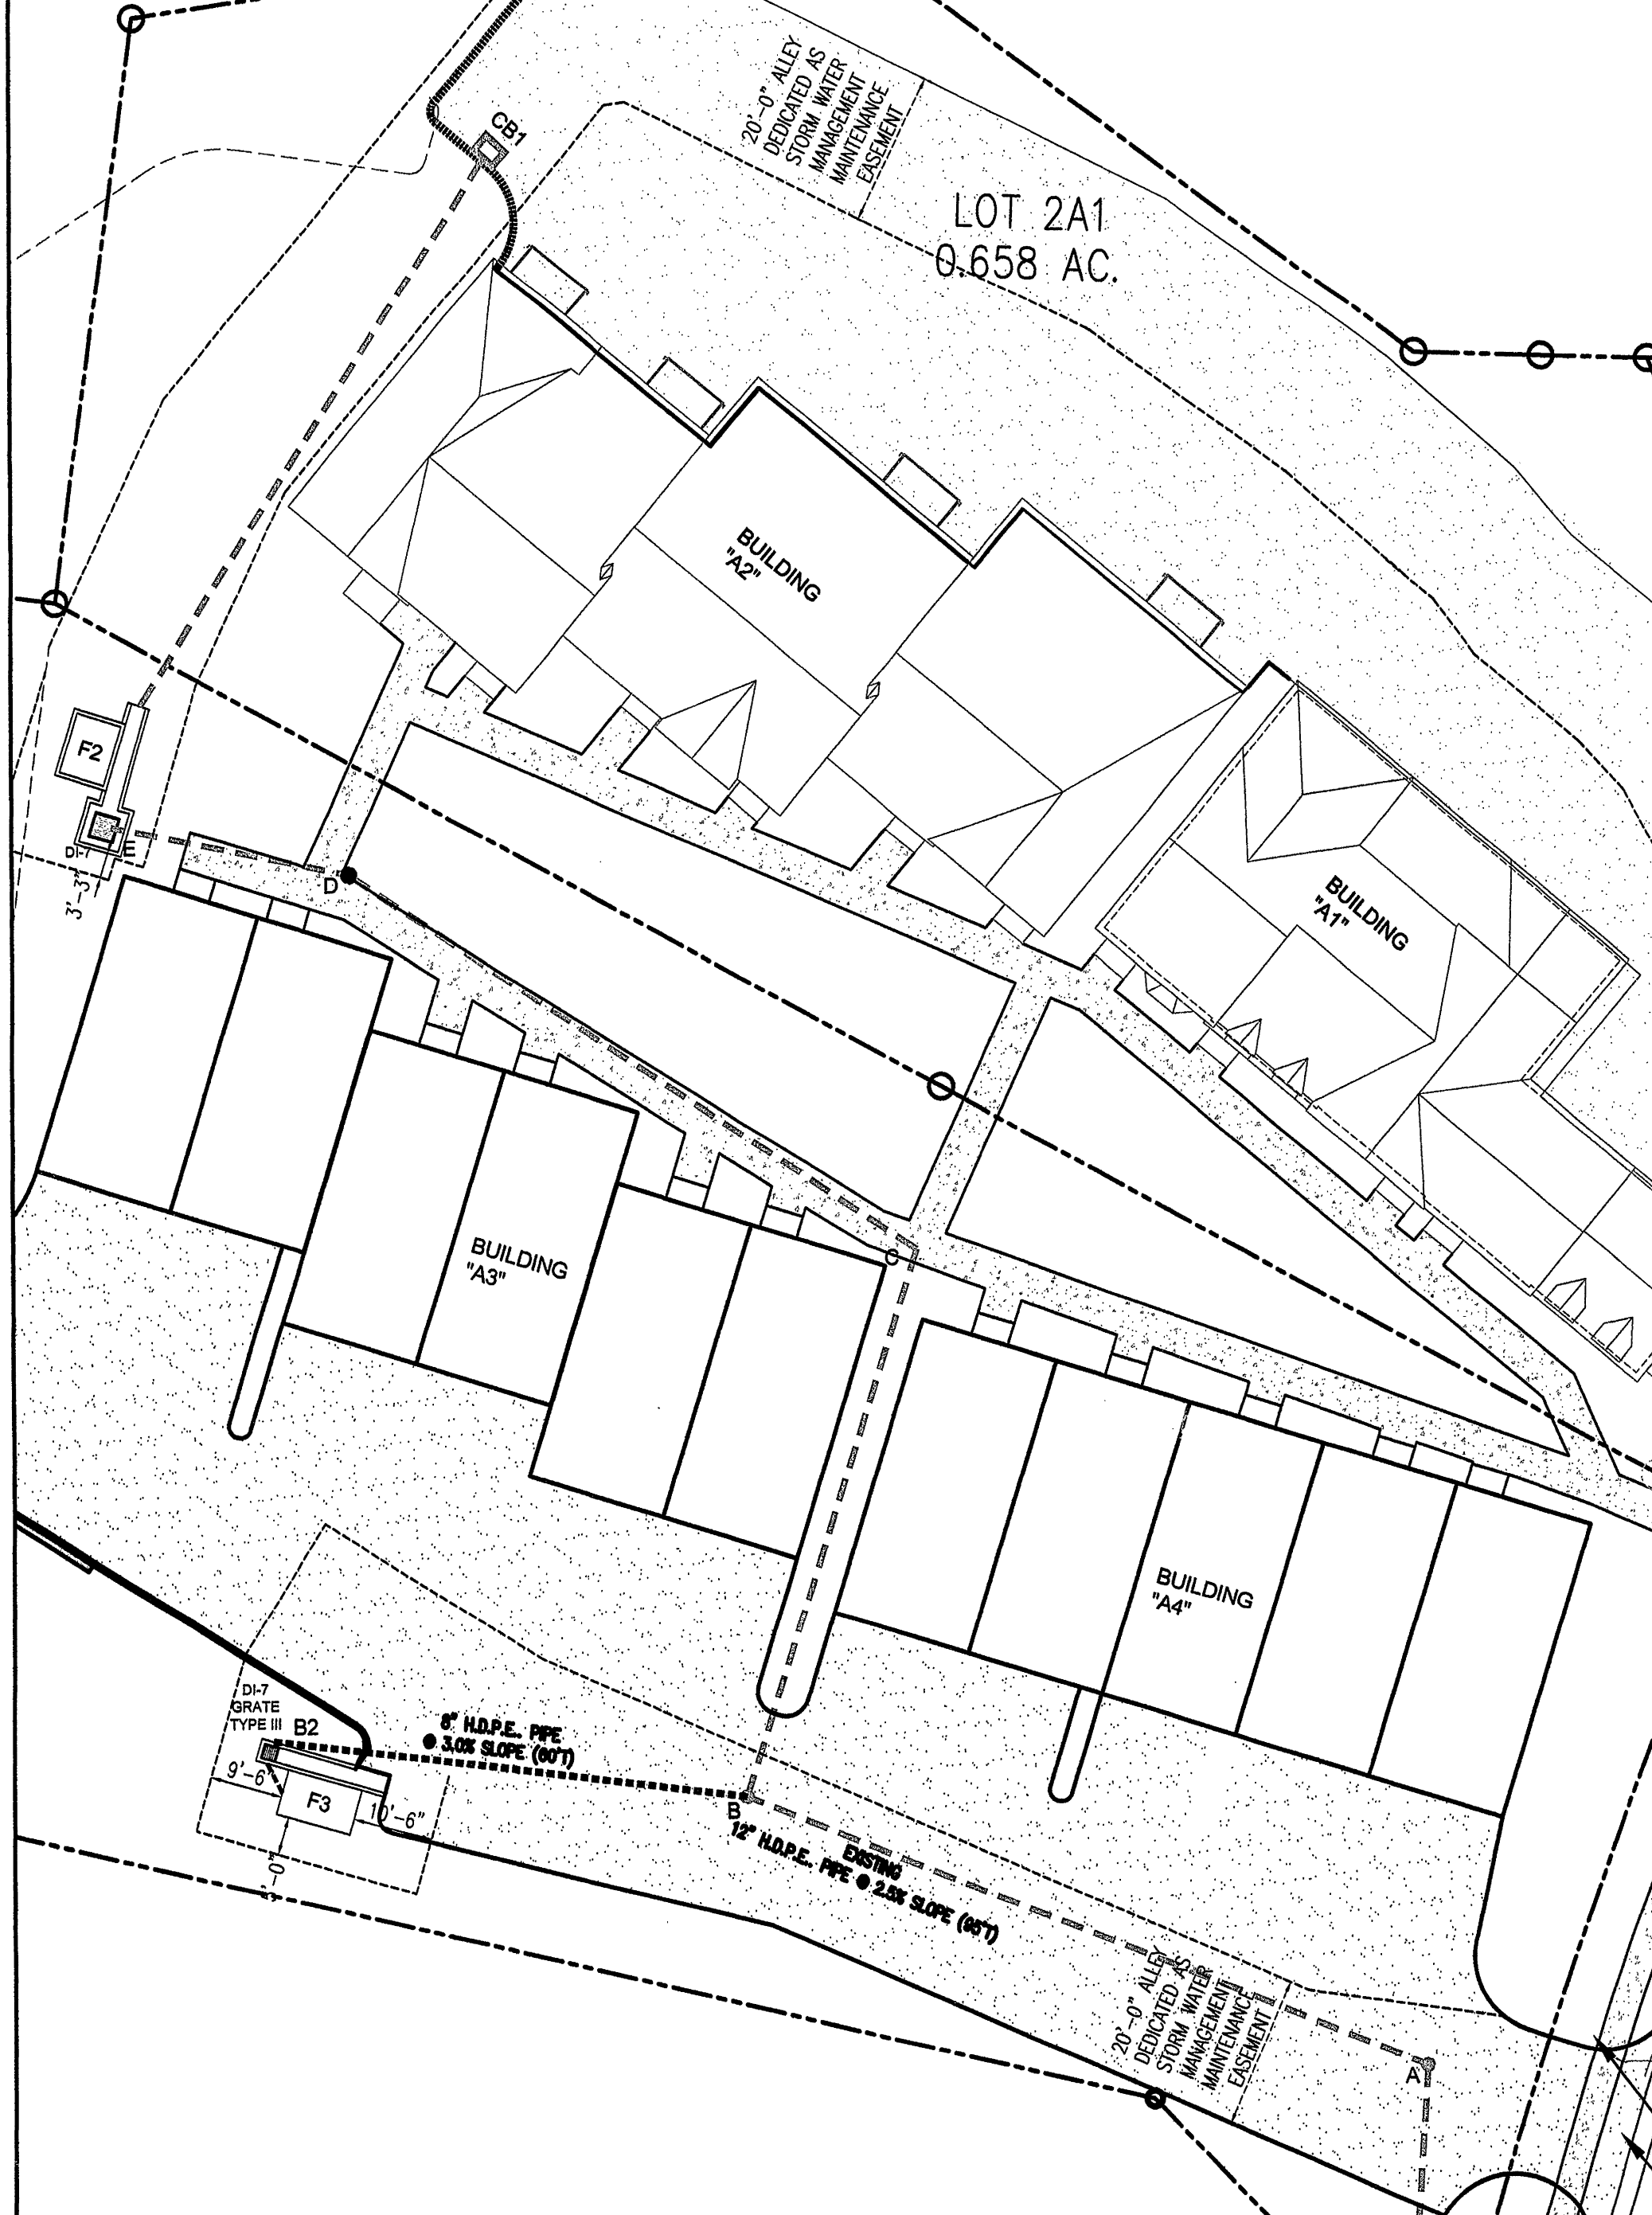 CB1
20'-0" ALLEY
DEDICATED AS
STORM WATER
MANAGEMENT
MAINTENANCE
EASEMENT
LOT 2A1
0.658 AC.
BUILDING
"A2"
F2
DI-7
E
3'-3"
D
BUILDING
"A1"
C
BUILDING
"A3"
BUILDING
"A4"
DI-7
GRATE
TYPE III
B2
8" H.D.P.E. PIPE
@ 3.0% SLOPE (60'T)
9'-6"
F3
10'-6"
B
EXISTING
12" H.D.P.E. PIPE @ 2.5% SLOPE (95'T)
20'-0" ALLEY
DEDICATED AS
STORM WATER
MANAGEMENT
MAINTENANCE
EASEMENT
A